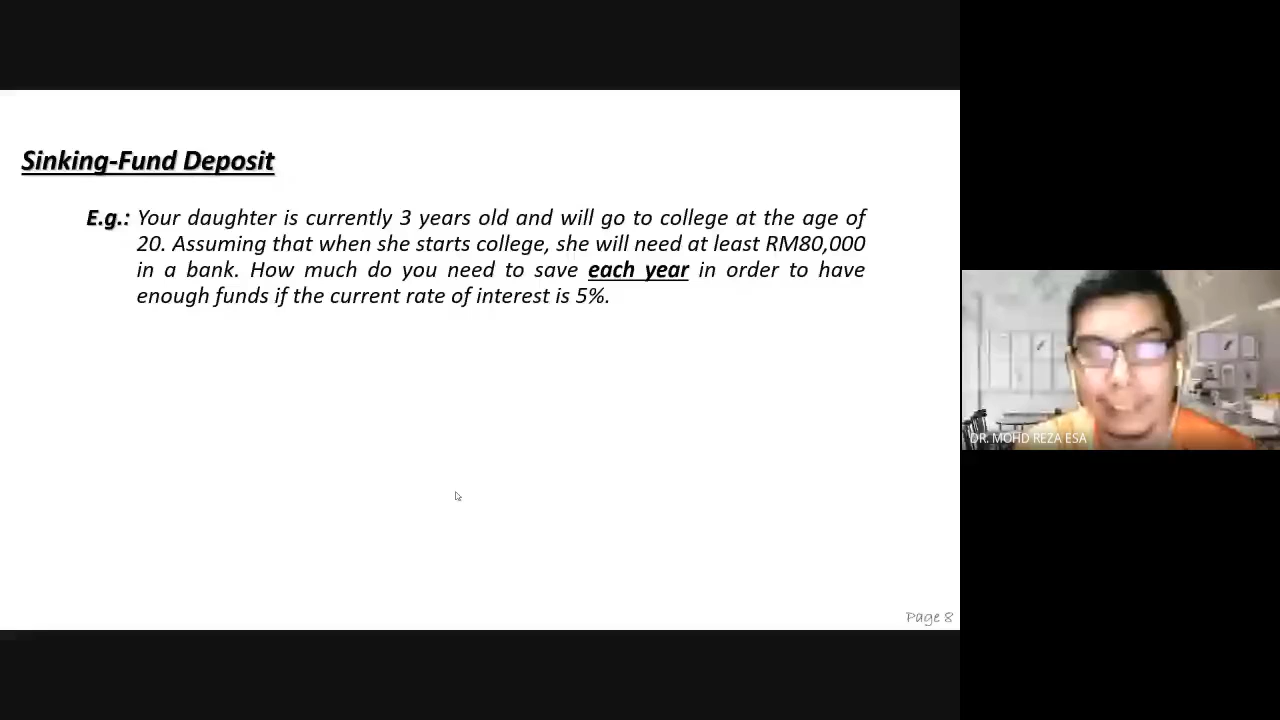 Sinking-Fund Deposit
E.g.: Your daughter is currently 3 years old and will go to college at the age of
20. Assuming that when she starts college, she will need at least RM80,000
in a bank. How much do you need to save each year in order to have
enough funds if the current rate of interest is 5%.
DR. MOHD REZA ESA
Page 8